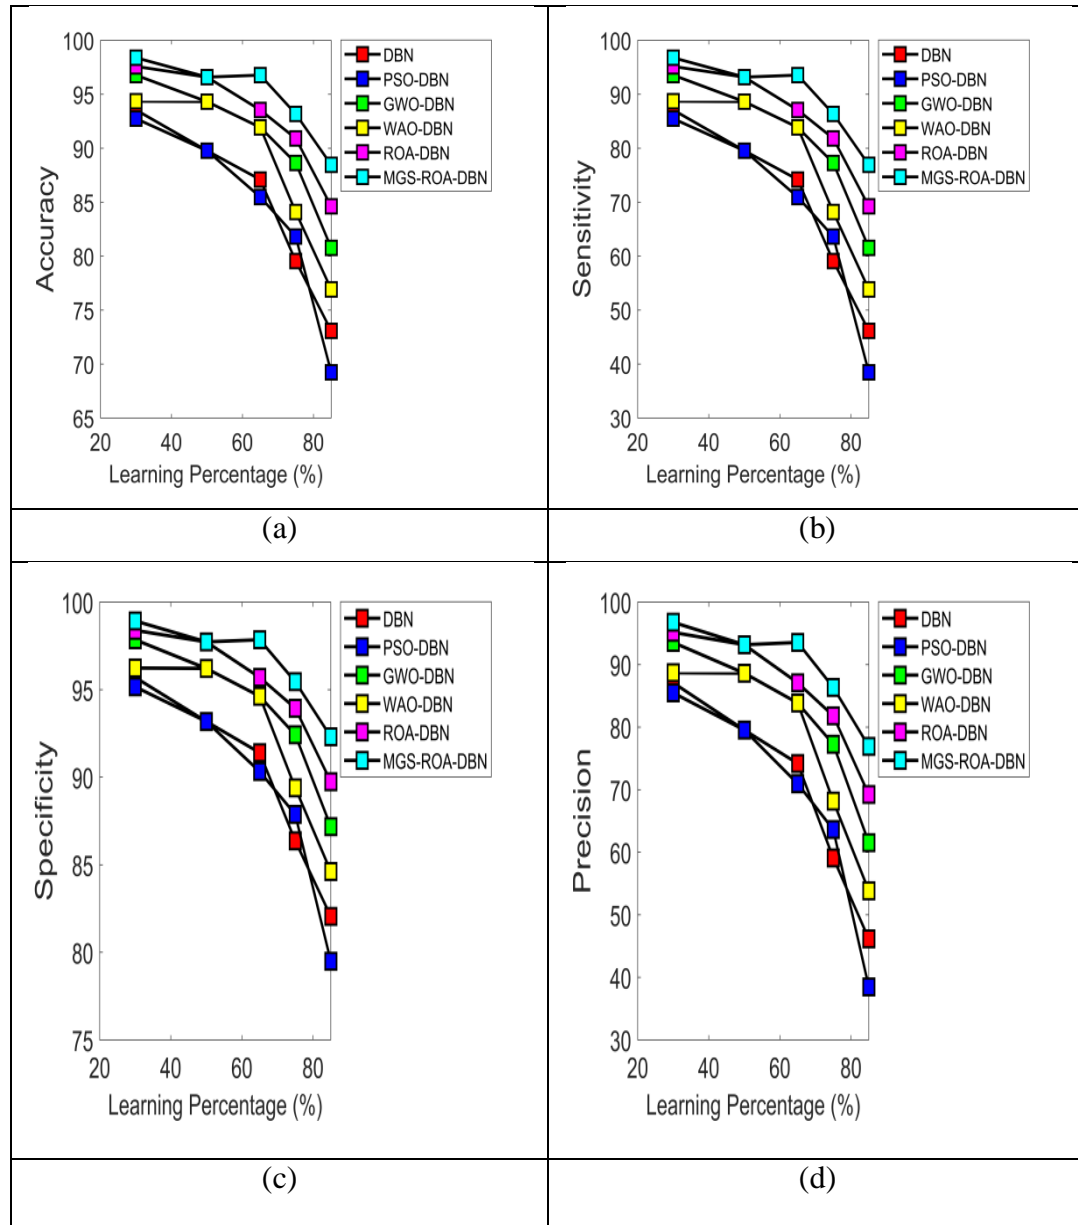 100
95
90
85
80
75
70
65
20 40 60 80
Accuracy
Learning Percentage (%)
DBN
PSO-DBN
GWO-DBN
WAO-DBN
ROA-DBN
MGS-ROA-DBN
(a)
100
90
80
70
60
50
40
30
20 40 60 80
Sensitivity
Learning Percentage (%)
DBN
PSO-DBN
GWO-DBN
WAO-DBN
ROA-DBN
MGS-ROA-DBN
(b)
100
95
90
85
80
75
20 40 60 80
Specificity
Learning Percentage (%)
DBN
PSO-DBN
GWO-DBN
WAO-DBN
ROA-DBN
MGS-ROA-DBN
(c)
100
90
80
70
60
50
40
30
20 40 60 80
Precision
Learning Percentage (%)
DBN
PSO-DBN
GWO-DBN
WAO-DBN
ROA-DBN
MGS-ROA-DBN
(d)